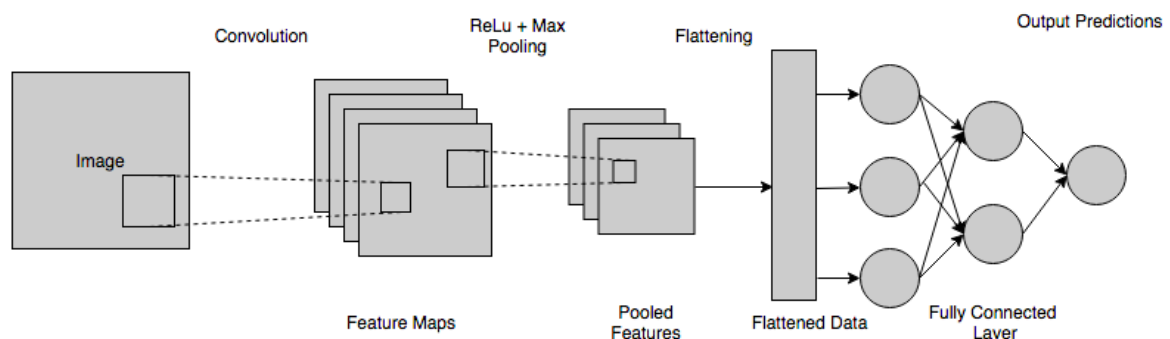 Convolution
ReLu + Max
Pooling
Flattening
Output Predictions
Image
Feature Maps
Pooled
Features
Flattened Data
Fully Connected
Layer